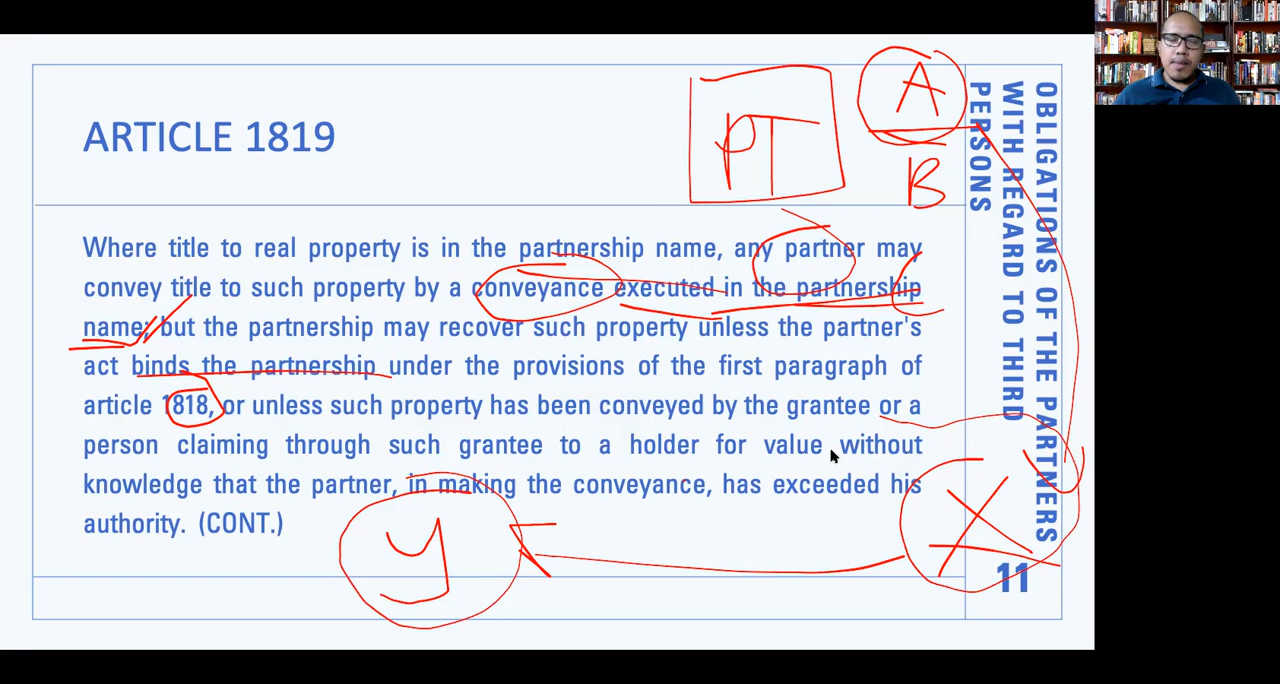 ARTICLE 1819
PT
A
B
OBLIGATIONS OF THE PARTNERS
WITH REGARD TO THIRD
PERSONS
Where title to real property is in the partnership name, any partner may
convey title to such property by a conveyance executed in the partnership
name; but the partnership may recover such property unless the partner's
act binds the partnership under the provisions of the first paragraph of
article 1818, or unless such property has been conveyed by the grantee or a
person claiming through such grantee to a holder for value without
knowledge that the partner, in making the conveyance, has exceeded his
authority. (CONT.)
y
X
11